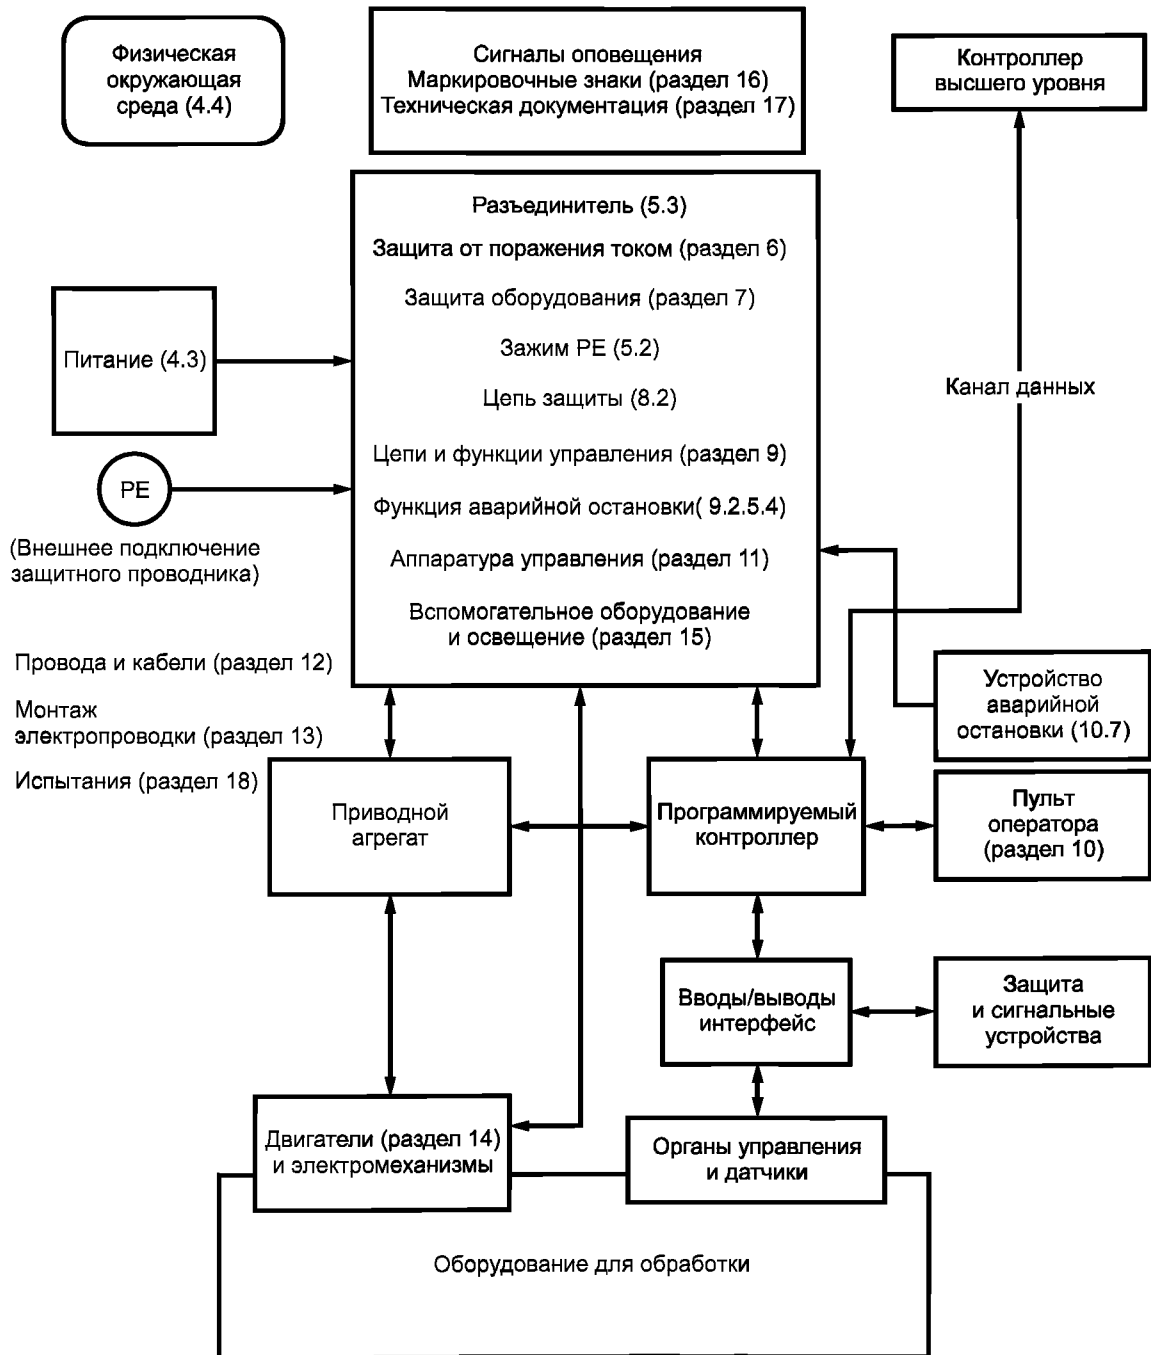 Физическая
окружающая
среда (4.4)
Сигналы оповещения
Маркировочные знаки (раздел 16)
Техническая документация (раздел 17)
Контроллер
высшего уровня
Разъединитель (5.3)
Защита от поражения током (раздел 6)
Защита оборудования (раздел 7)
Зажим PE (5.2)
Цепь защиты (8.2)
Цепи и функции управления (раздел 9)
Функция аварийной остановки( 9.2.5.4)
Аппаратура управления (раздел 11)
Вспомогательное оборудование
и освещение (раздел 15)
Питание (4.3)
PE
(Внешнее подключение
защитного проводника)
Канал данных
Провода и кабели (раздел 12)
Монтаж
электропроводки (раздел 13)
Испытания (раздел 18)
Устройство
аварийной
остановки (10.7)
Приводной
агрегат
Программируемый
контроллер
Пульт
оператора
(раздел 10)
Вводы/выводы
интерфейс
Защита
и сигнальные
устройства
Двигатели (раздел 14)
и электромеханизмы
Органы управления
и датчики
Оборудование для обработки